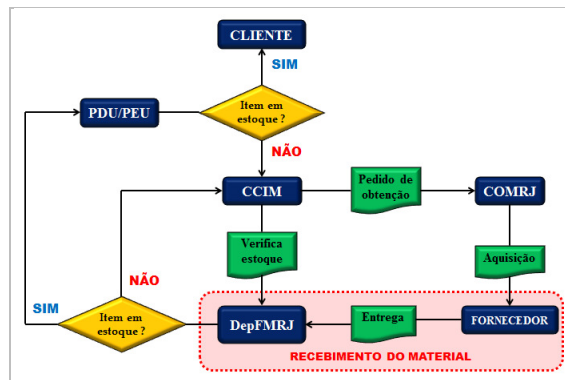 CLIENTE
SIM
PDU/PEU
Item em
estoque ?
NÃO
CCIM
Pedido de
obtenção
COMRJ
Verifica
estoque
Aquisição
NÃO
SIM
Item em
estoque ?
DepFMRJ
Entrega
FORNECEDOR
RECEBIMENTO DO MATERIAL